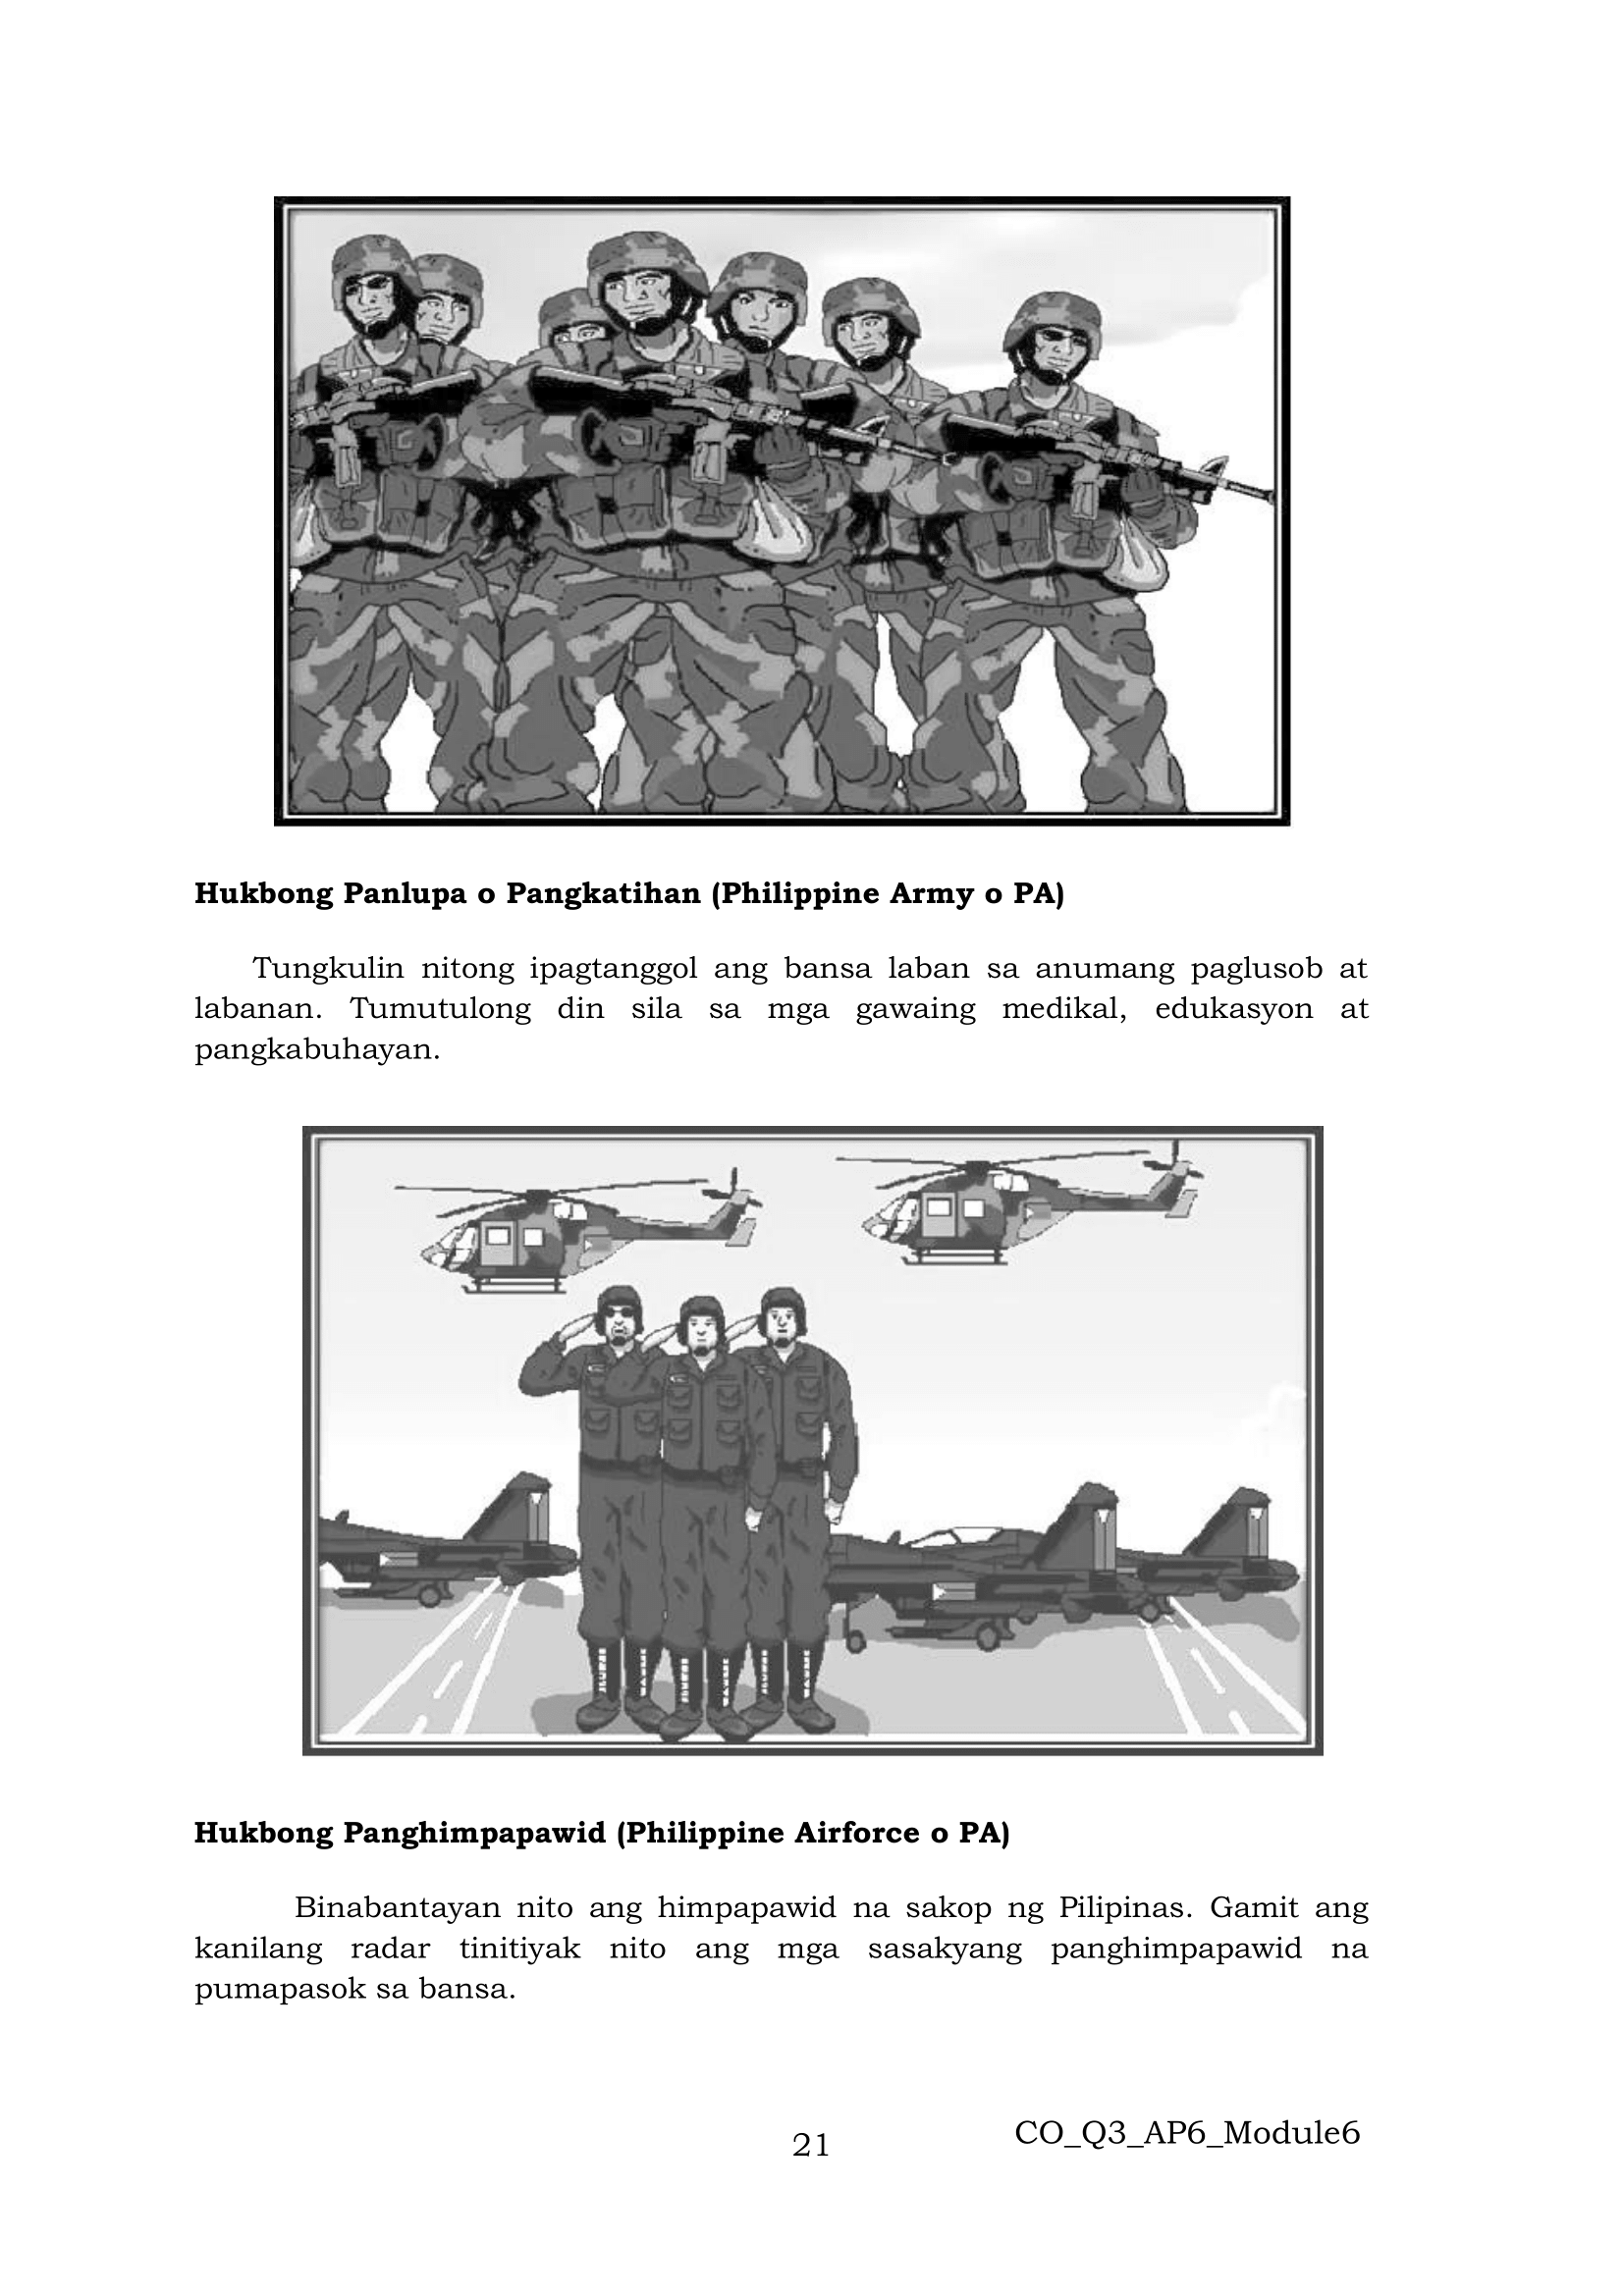 Hukbong Panlupa o Pangkatihan (Philippine Army o PA)
Tungkulin nitong ipagtanggol ang bansa laban sa anumang paglusob at
labanan. Tumutulong din sila sa mga gawaing medikal, edukasyon at
pangkabuhayan.
Hukbong Panghimpapawid (Philippine Airforce o PA)
Binabantayan nito ang himpapawid na sakop ng Pilipinas. Gamit ang
kanilang radar tinitiyak nito ang mga sasakyang panghimpapawid na
pumapasok sa bansa.
21
CO_Q3_AP6_Module6